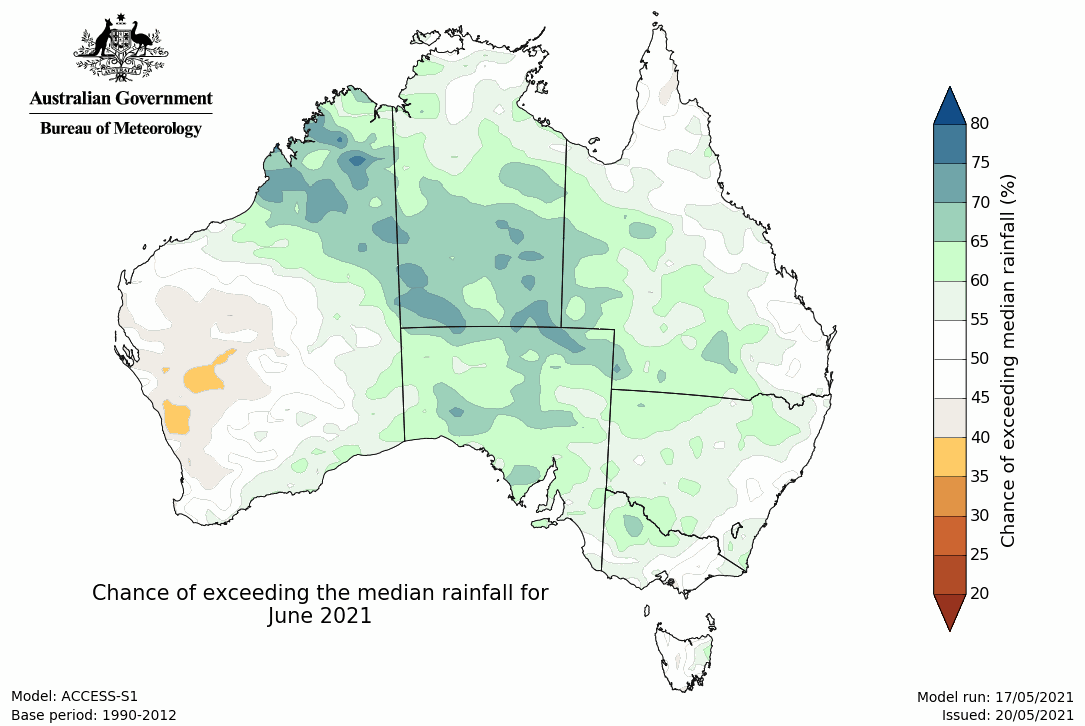 Australian Government
Bureau of Meteorology
80
75
70
65
60
55
50
45
40
35
30
25
20
Chance of exceeding median rainfall (%)
Chance of exceeding the median rainfall for
June 2021
Model: ACCESS-S1
Base period: 1990-2012
Model run: 17/05/2021
Issued: 20/05/2021